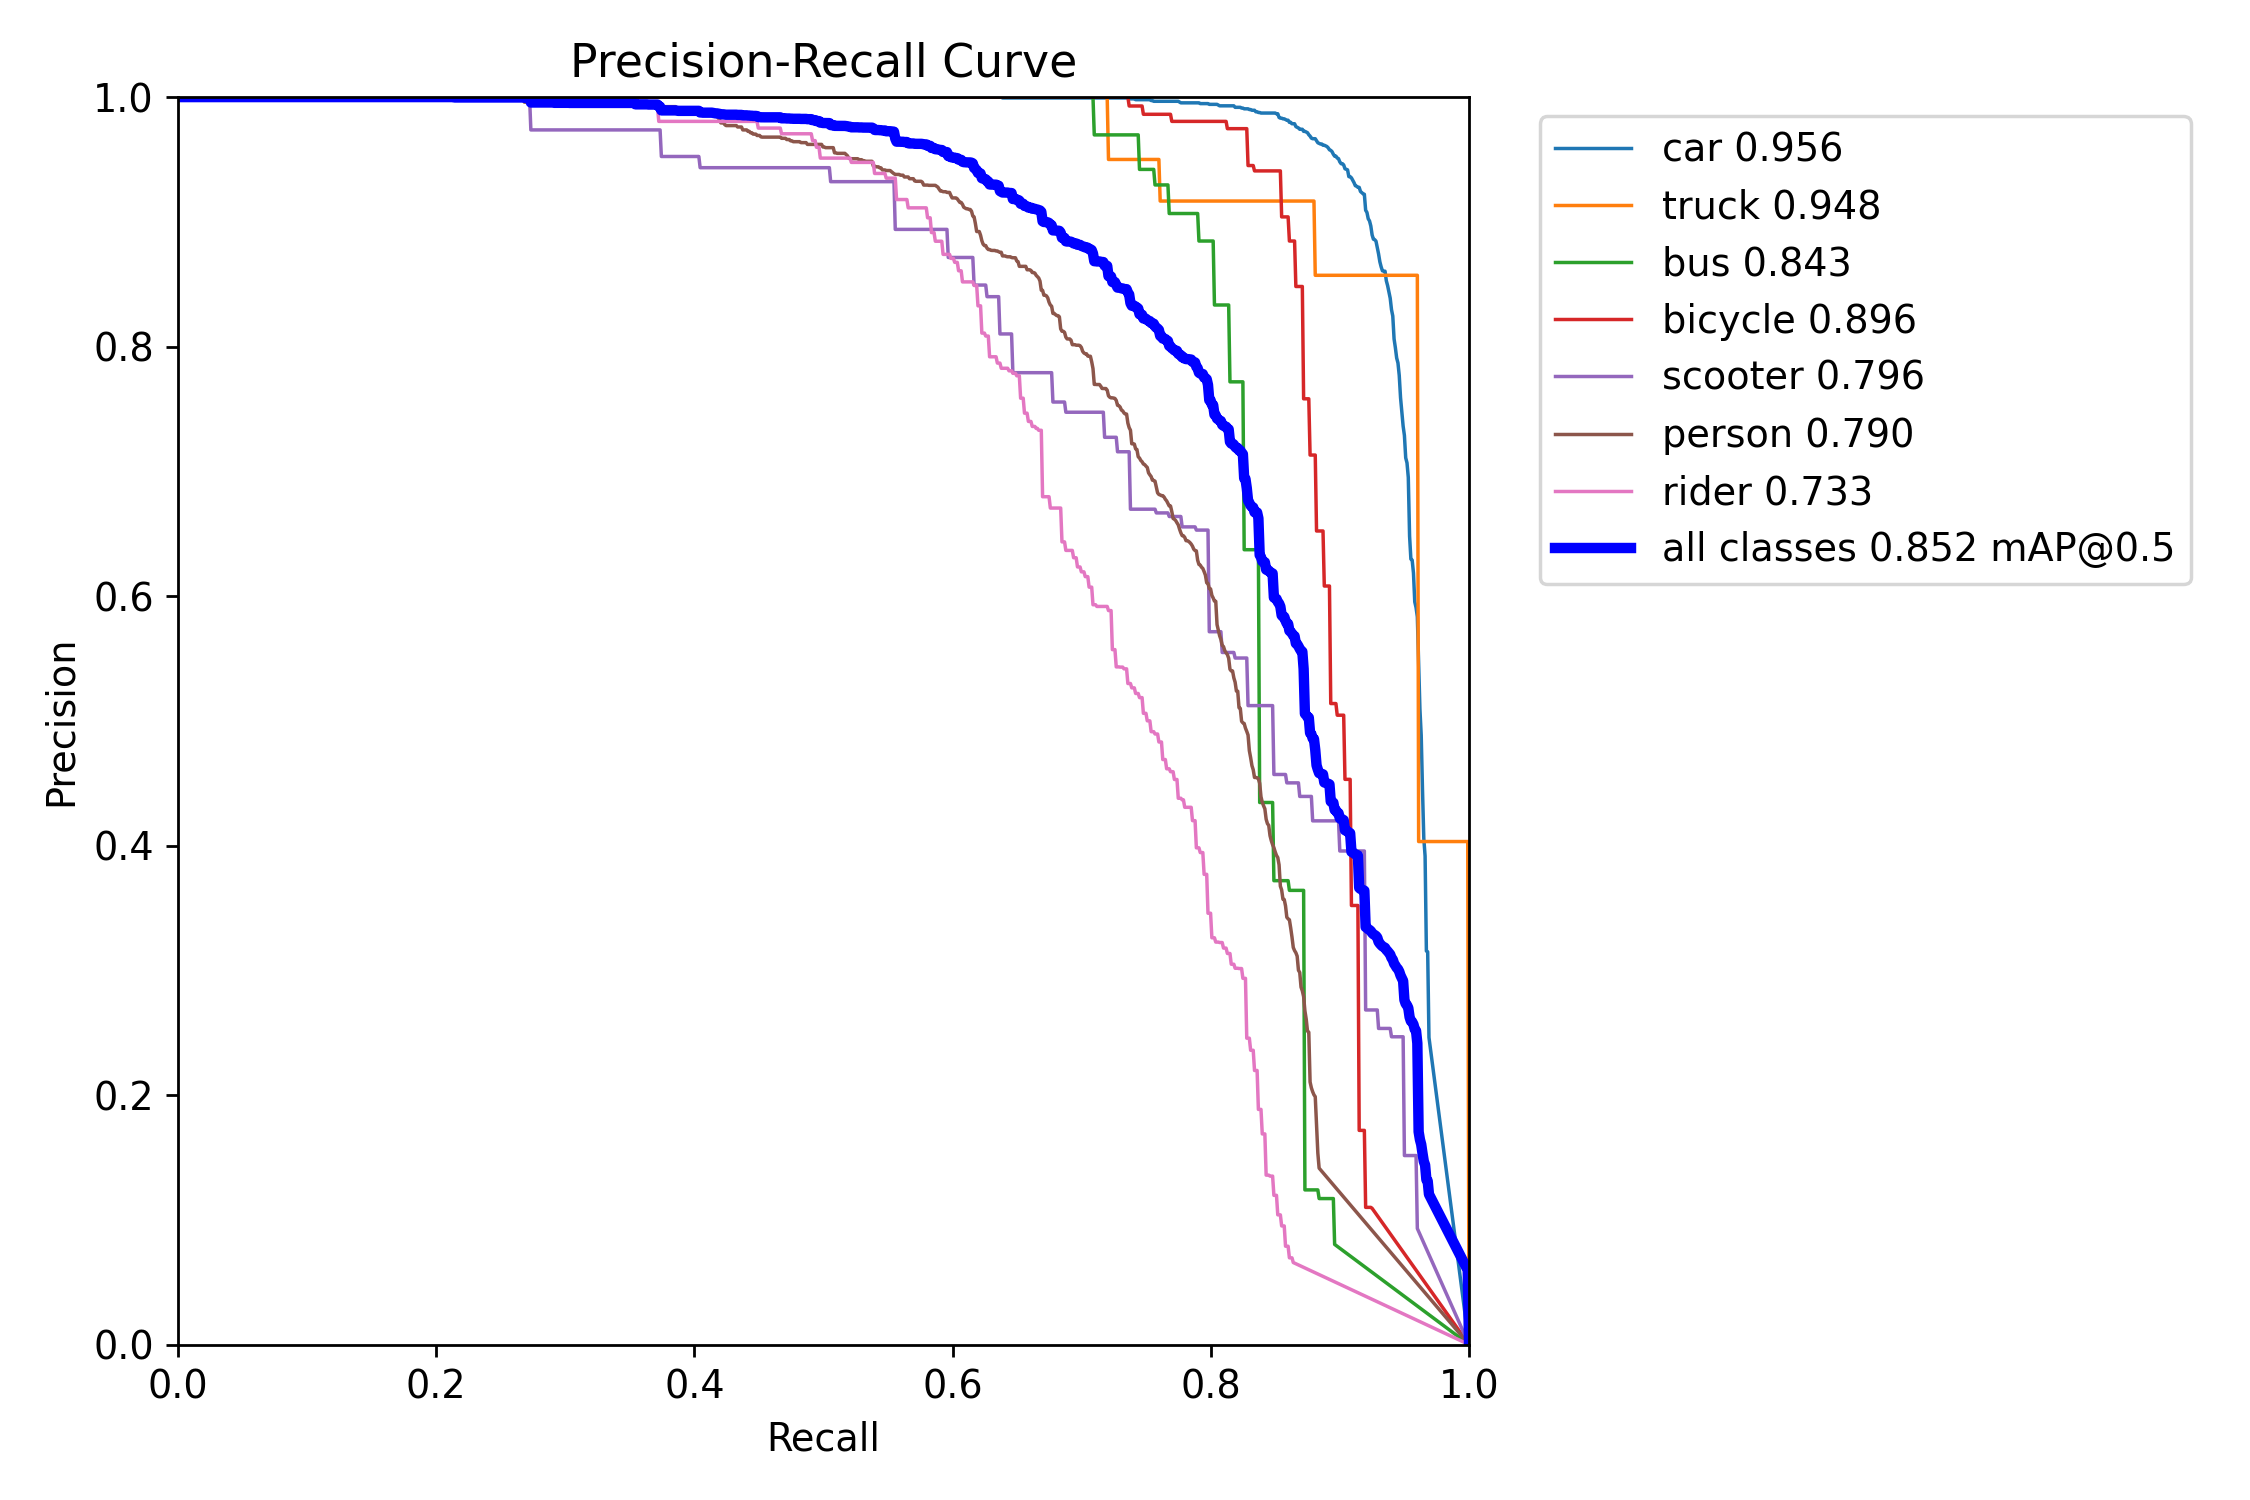 Precision-Recall Curve
1.0
0.8
0.6
0.4
0.2
0.0
Precision
0.0 0.2 0.4 0.6 0.8 1.0
Recall
car 0.956
truck 0.948
bus 0.843
bicycle 0.896
scooter 0.796
person 0.790
rider 0.733
all classes 0.852 mAP@0.5